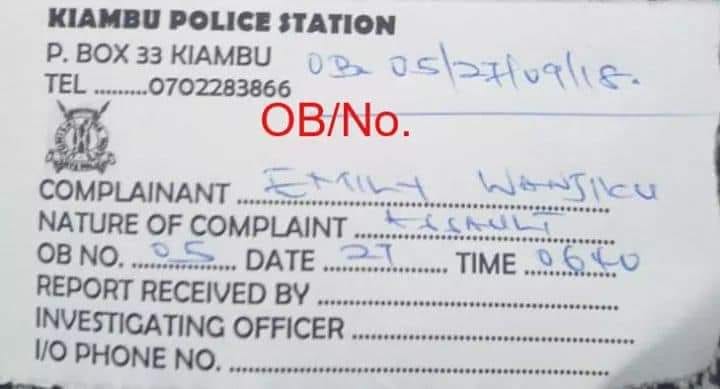 KIAMBU POLICE STATION
P. BOX 33 KIAMBU
OB 05/27/09/18.
TEL .........0702283866
OB/No.
COMPLAINANT ........ EMILY WANJIKU
NATURE OF COMPLAINT ........ ASSAULT
OB NO. ..05.. DATE ..27.. TIME ..0640
REPORT RECEIVED BY ........
INVESTIGATING OFFICER ........
I/O PHONE NO. ........